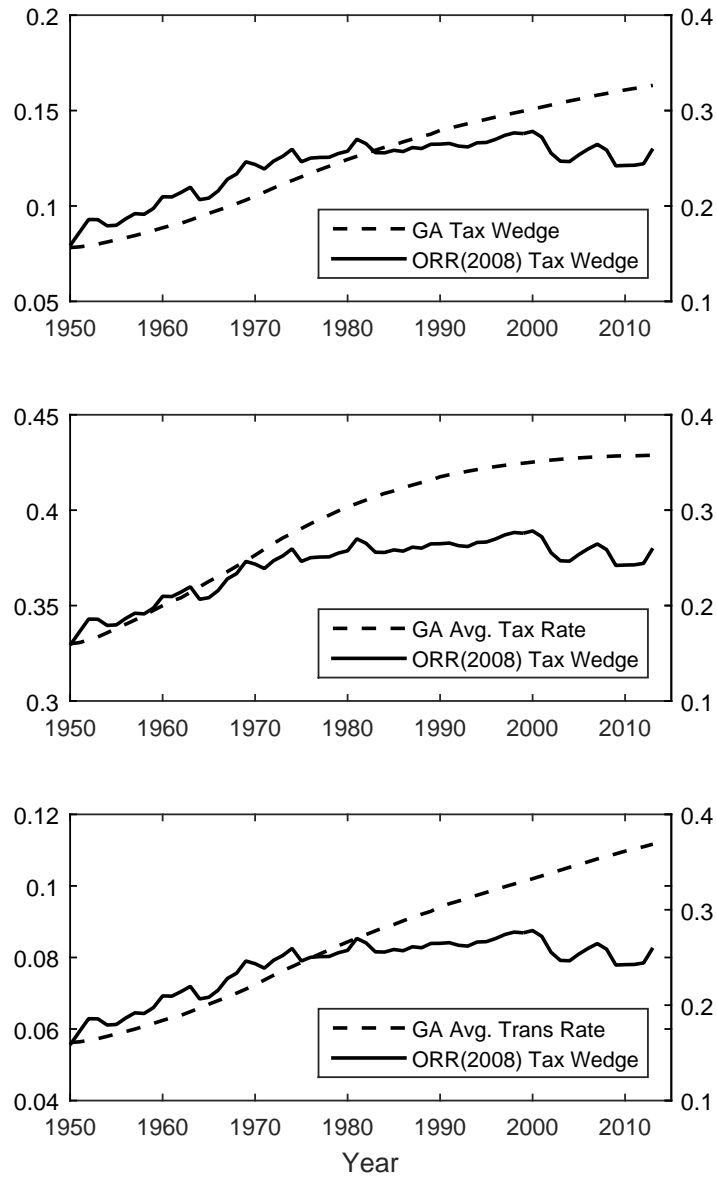 0.2 0.4
0.15 0.3
0.1 0.2
0.05 0.1
GA Tax Wedge
ORR(2008) Tax Wedge
1950 1960 1970 1980 1990 2000 2010
0.45 0.4
0.4 0.3
0.35 0.2
0.3 0.1
GA Avg. Tax Rate
ORR(2008) Tax Wedge
1950 1960 1970 1980 1990 2000 2010
0.12 0.4
0.1
0.3
0.08
0.2
0.06
0.04 0.1
GA Avg. Trans Rate
ORR(2008) Tax Wedge
1950 1960 1970 1980 1990 2000 2010
Year